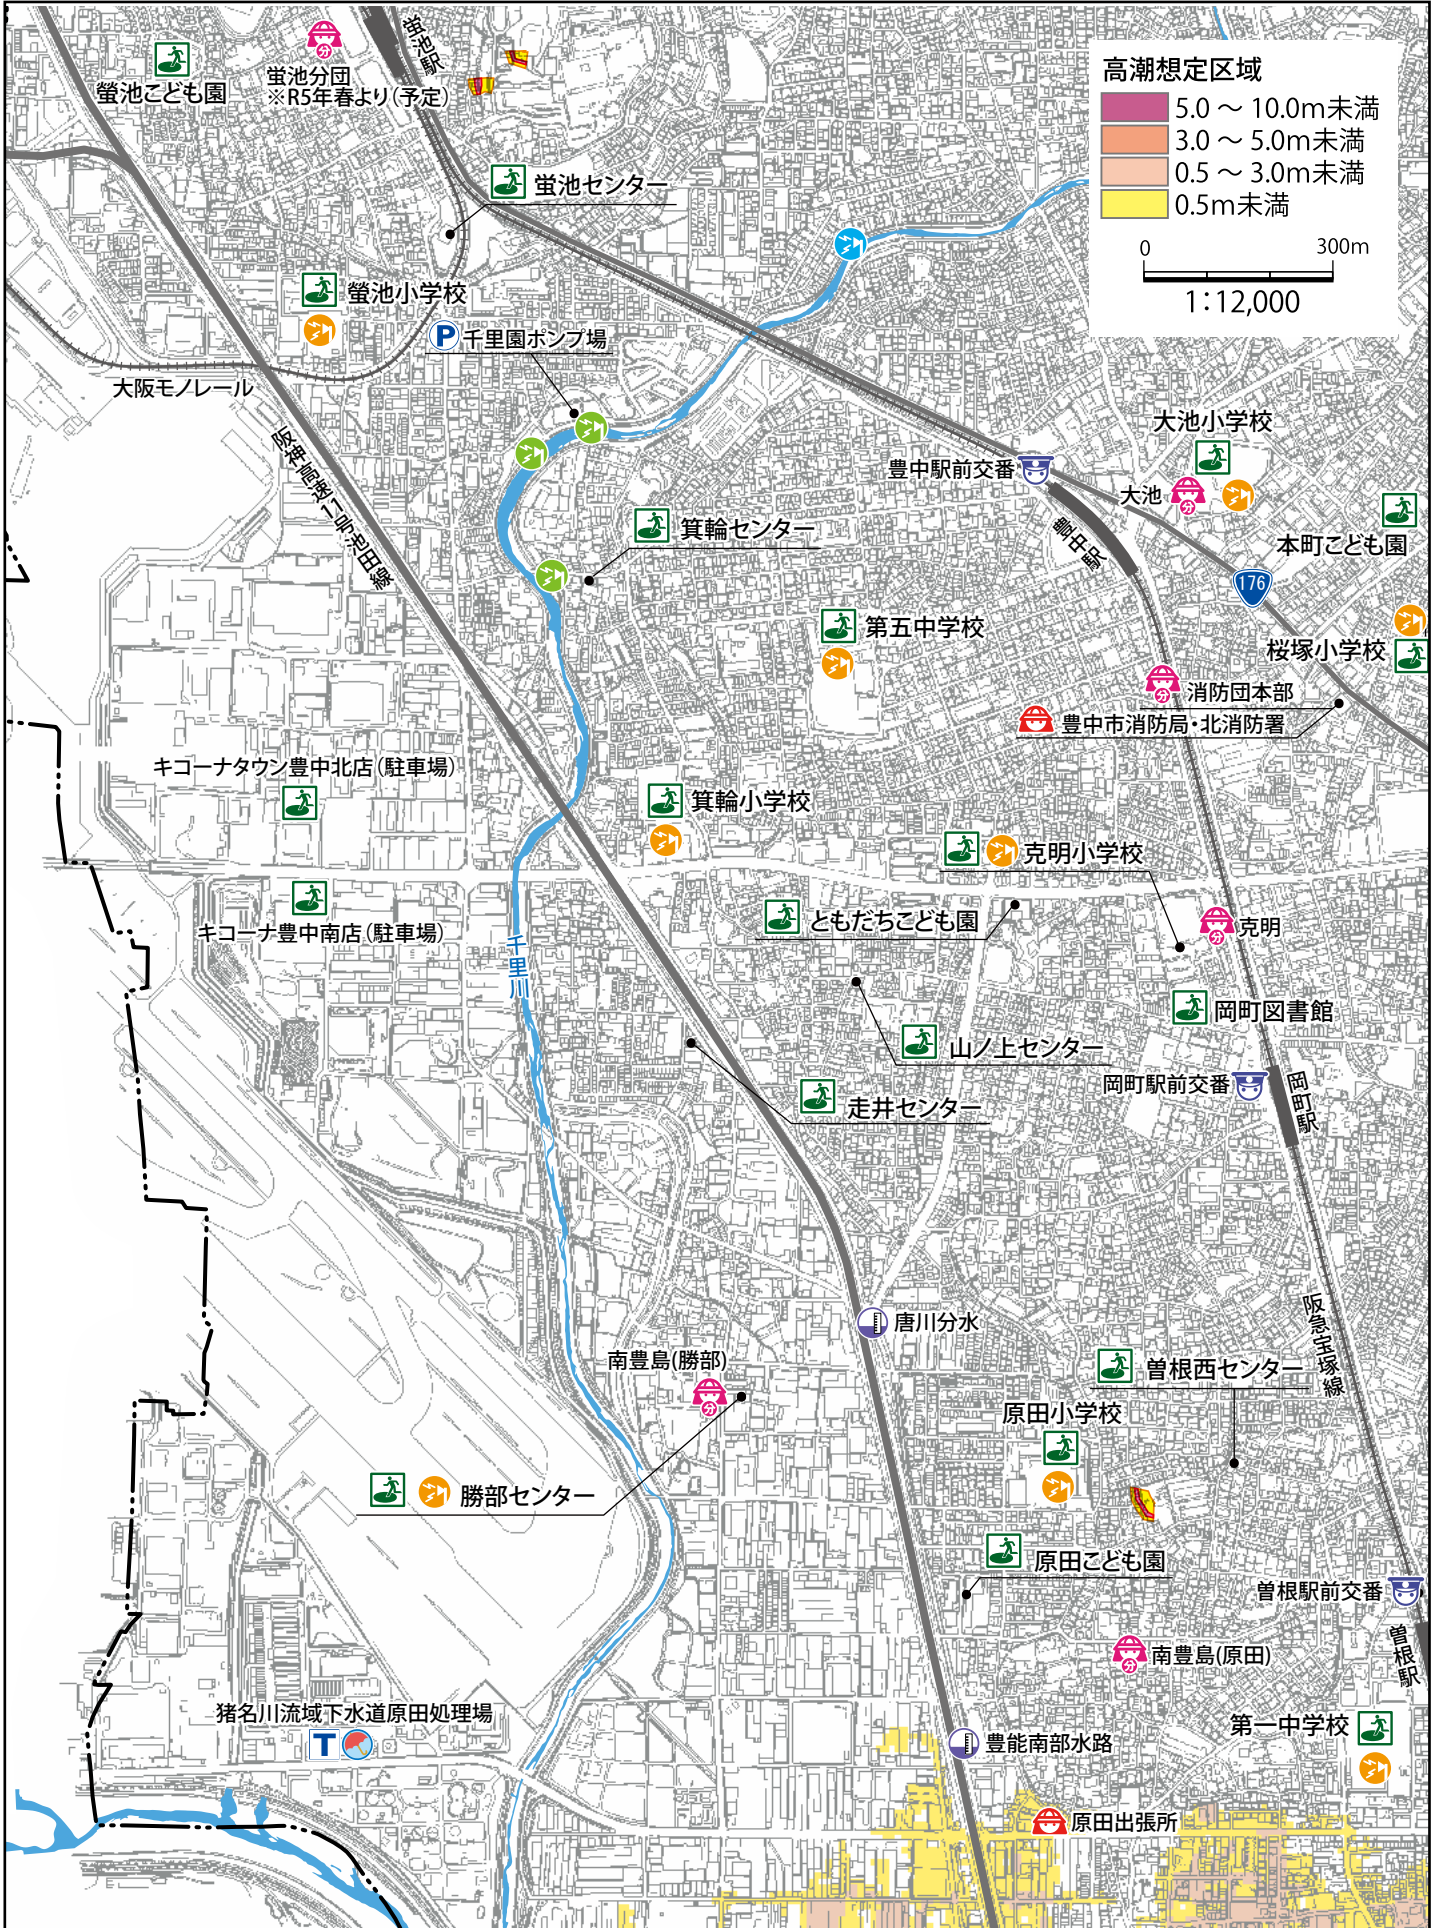 高潮想定区域
5.0 〜 10.0m未満
3.0 〜 5.0m未満
0.5 〜 3.0m未満
0.5m未満
0 300m
1：12,000
螢池こども園
分
蛍池分団
※R5年春より（予定）
蛍池駅
蛍池センター
螢池小学校
P 千里園ポンプ場
大阪モノレール
阪神高速11号池田線
豊中駅前交番
豊中駅
大池小学校
大池
分
本町こども園
176
箕輪センター
第五中学校
桜塚小学校
分
消防団本部
豊中市消防局・北消防署
キコーナタウン豊中北店（駐車場）
箕輪小学校
克明小学校
キコーナ豊中南店（駐車場）
ともだちこども園
分
克明
千里川
岡町図書館
山ノ上センター
岡町駅前交番
岡町駅
走井センター
唐川分水
阪急宝塚線
南豊島(勝部)
分
曽根西センター
原田小学校
勝部センター
原田こども園
曽根駅前交番
曽根駅
分
南豊島(原田)
猪名川流域下水道原田処理場
T
第一中学校
豊能南部水路
原田出張所